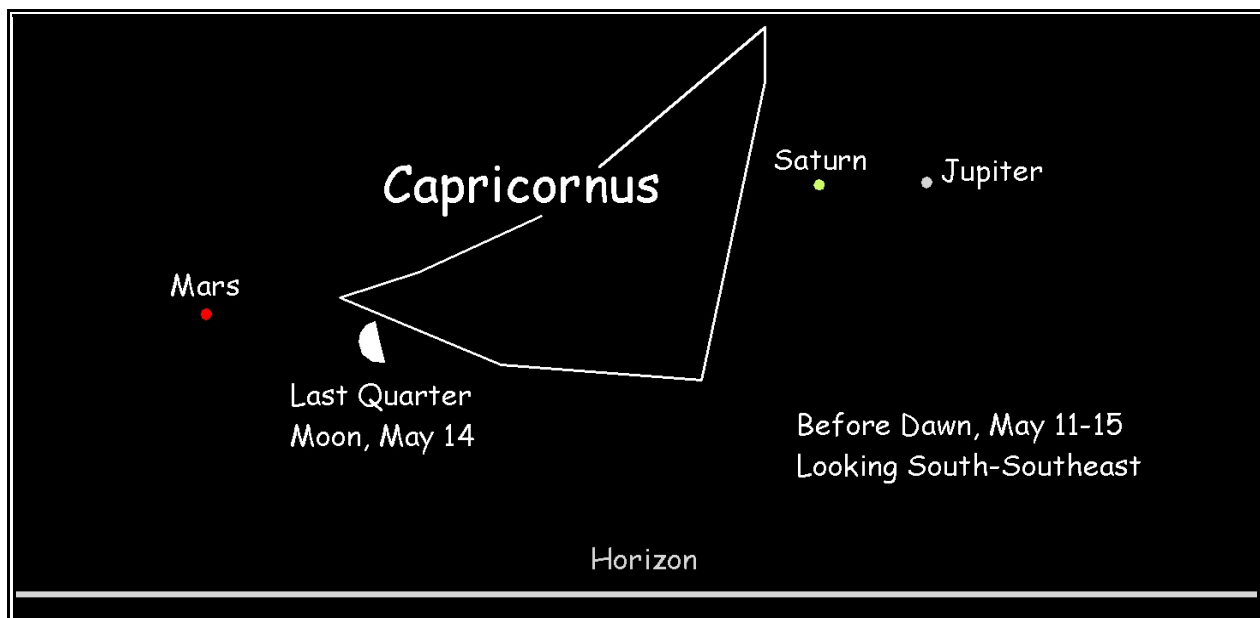 Saturn
Jupiter
Capricornus
Mars
Last Quarter
Moon, May 14
Before Dawn, May 11-15
Looking South-Southeast
Horizon